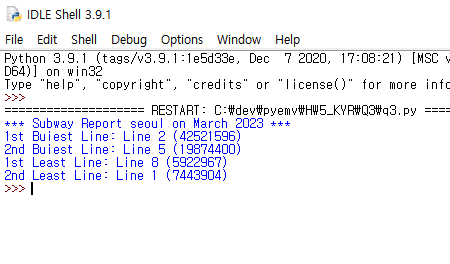 IDLE Shell 3.9.1
File Edit Shell Debug Options Window Help
Python 3.9.1 (tags/v3.9.1:1e5d33e, Dec  7 2020, 17:08:21) [MSC v
D64)] on win32
Type "help", "copyright", "credits" or "license()" for more
>>>
=================== RESTART: C:₩dev₩pyemv₩HW5_KYR₩Q3₩q3.py ====
*** Subway Report seoul on March 2023 ***
1st Buiest Line: Line 2 (42521596)
2nd Buiest Line: Line 5 (19874400)
1st Least Line: Line 8 (5922967)
2nd Least Line: Line 1 (7443904)
>>>